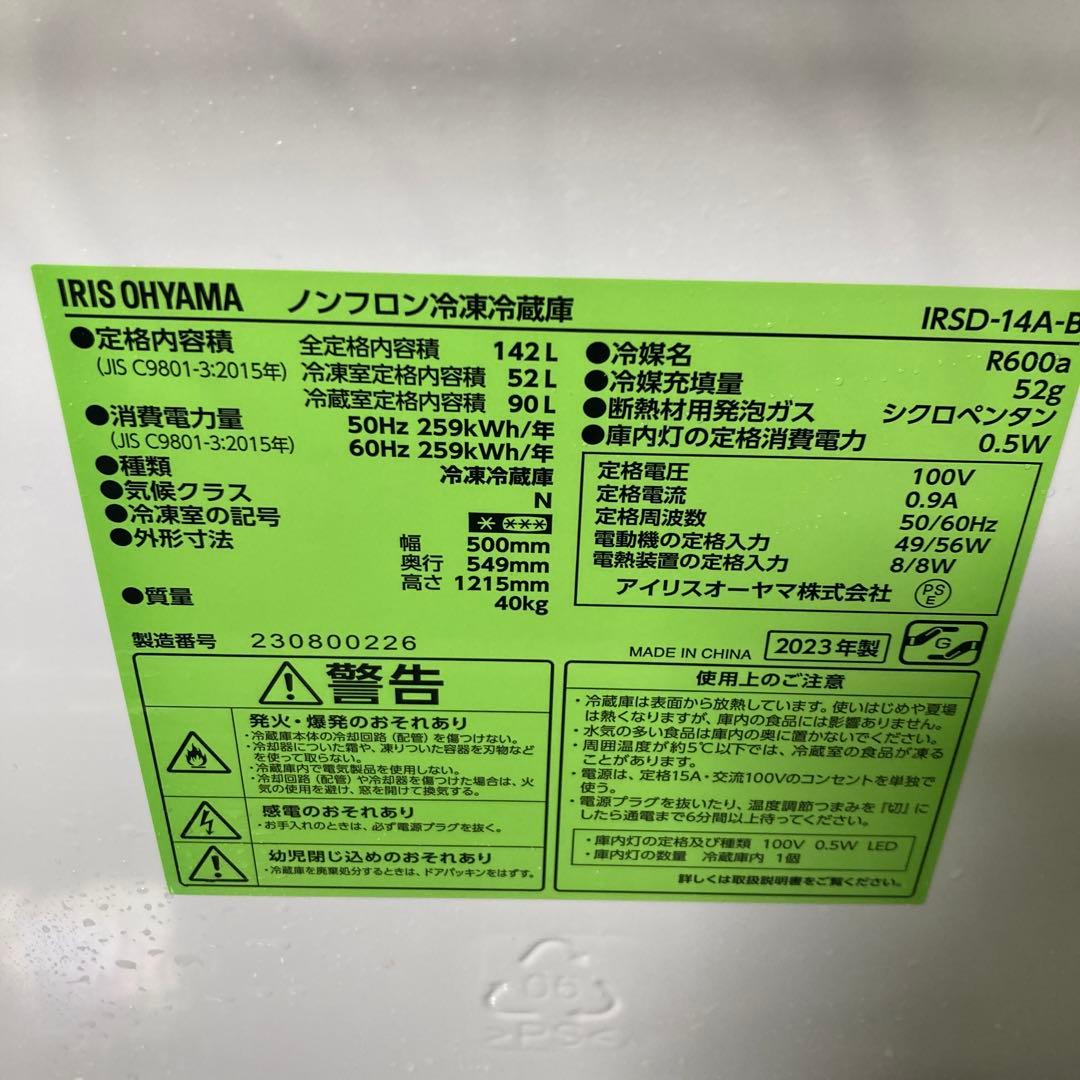 IRIS OHYAMA ノンフロン冷凍冷蔵庫 IRSD-14A-B
●定格内容積 全定格内容積 142L
(JIS C9801-3:2015年) 冷凍室定格内容積 52L
冷蔵室定格内容積 90L
●消費電力量 50Hz 259kWh/年
(JIS C9801-3:2015年) 60Hz 259kWh/年
●種類 冷凍冷蔵庫
●気候クラス N
●冷凍室の記号
●外形寸法 幅 500mm
奥行 549mm
高さ 1215mm
●質量 40kg
製造番号 230800226
●冷媒名 R600a
●冷媒充填量 52g
●断熱材用発泡ガス シクロペンタン
●庫内灯の定格消費電力 0.5W
定格電圧 100V
定格電流 0.9A
定格周波数 50/60Hz
電動機の定格入力 49/56W
電熱装置の定格入力 8/8W
アイリスオーヤマ株式会社 PSE
MADE IN CHINA 2023年製 G
警告
発火・爆発のおそれあり
・冷蔵庫本体の冷却回路(配管)を傷つけない。
・冷却器についた霜や、凍りついた容器を刃物など
を使って取らない。
・冷蔵庫内で電気製品を使用しない。
・冷却回路(配管)や冷却器を傷つけた場合は、火
気の使用を避け、窓を開けて換気する。
感電のおそれあり
・お手入れのときは、必ず電源プラグを抜く。
幼児閉じ込めのおそれあり
・冷蔵庫を廃棄処分するときは、ドアパッキンをはずす。
使用上のご注意
・冷蔵庫は表面から放熱しています。使いはじめや夏場
は熱くなりますが、庫内の食品には影響ありません。
・水気の多い食品は庫内の奥に置かないでください。
・周囲温度が約5℃以下では、冷蔵室の食品が凍る
ことがあります。
・電源は、定格15A・交流100Vのコンセントを単独で
使う。
・電源プラグを抜いたり、温度調節つまみを「切」に
したら通電まで6分間以上待ってください。
・庫内灯の定格及び種類 100V 0.5W LED
・庫内灯の数量 冷蔵庫内 1個
詳しくは取扱説明書をご覧ください。
06
>PS<